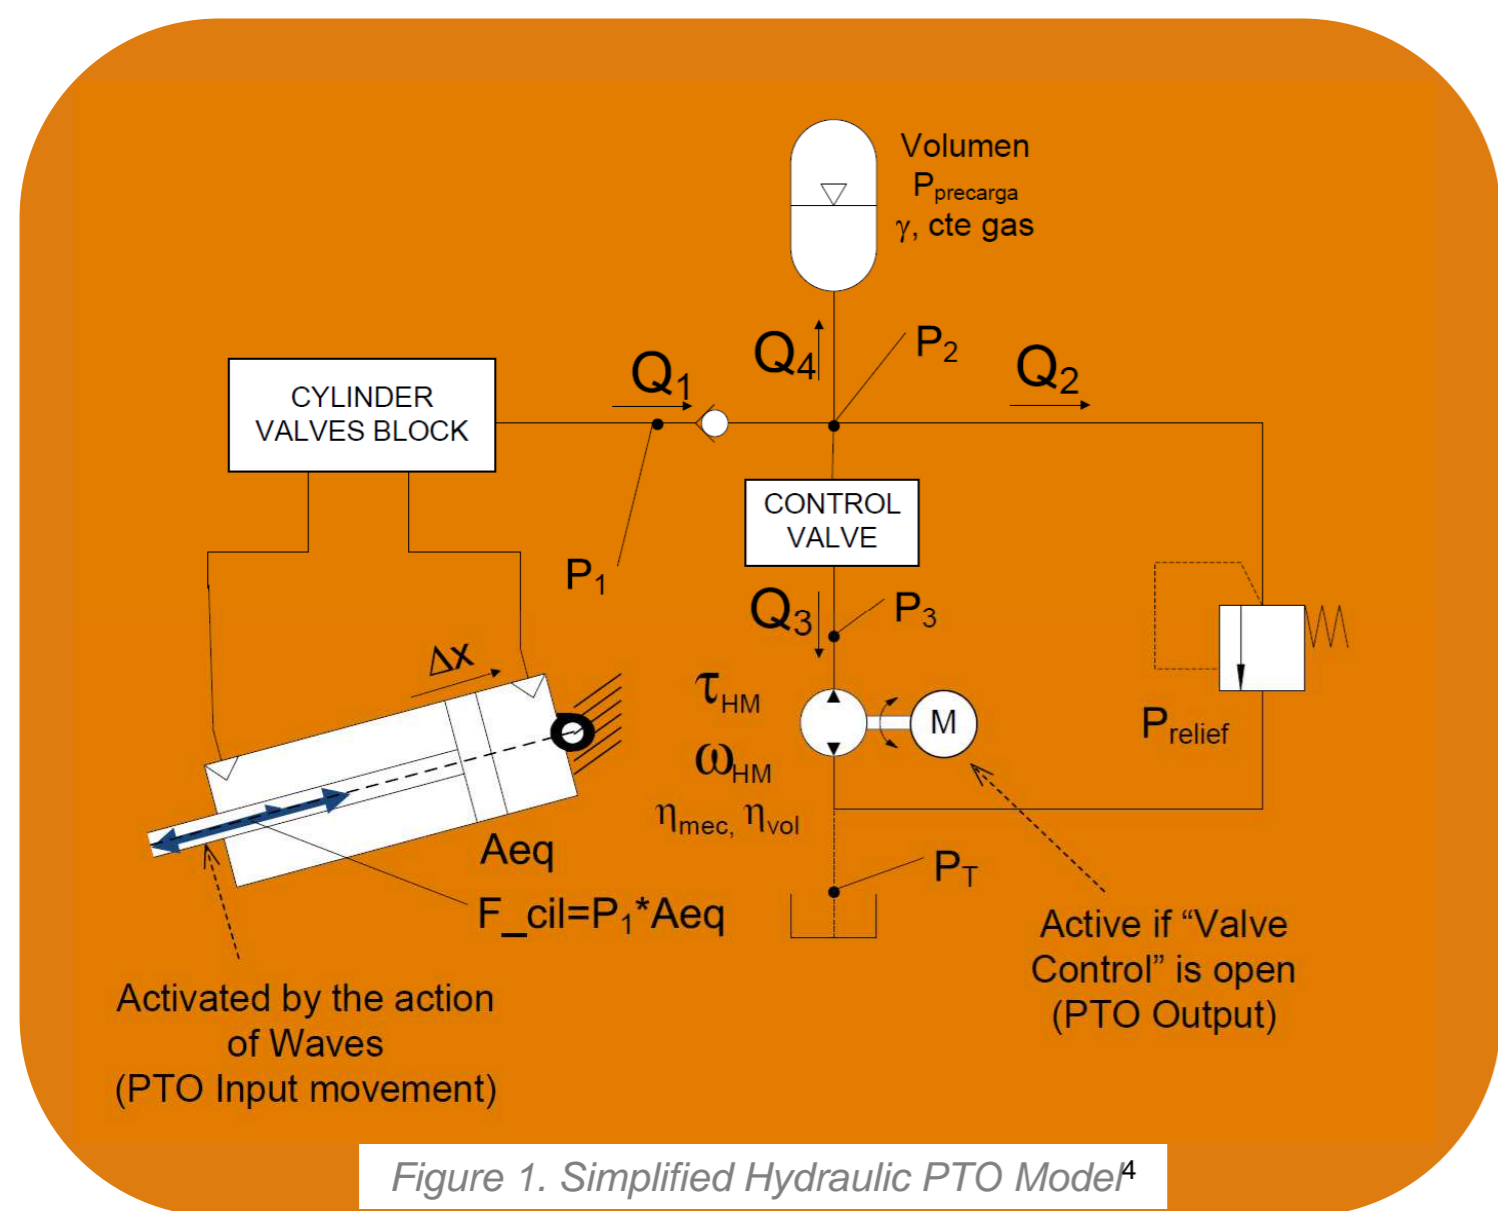 Volumen
Pprecarga
γ, cte gas
Q4
P2
Q1
Q2
CYLINDER
VALVES BLOCK
CONTROL
VALVE
P1
Q3
P3
Δx
τHM
ωHM
ηmec, ηvol
M
Prelief
Aeq
F_cil=P1*Aeq
PT
Activated by the action
of Waves
(PTO Input movement)
Active if “Valve
Control” is open
(PTO Output)
Figure 1. Simplified Hydraulic PTO Model4